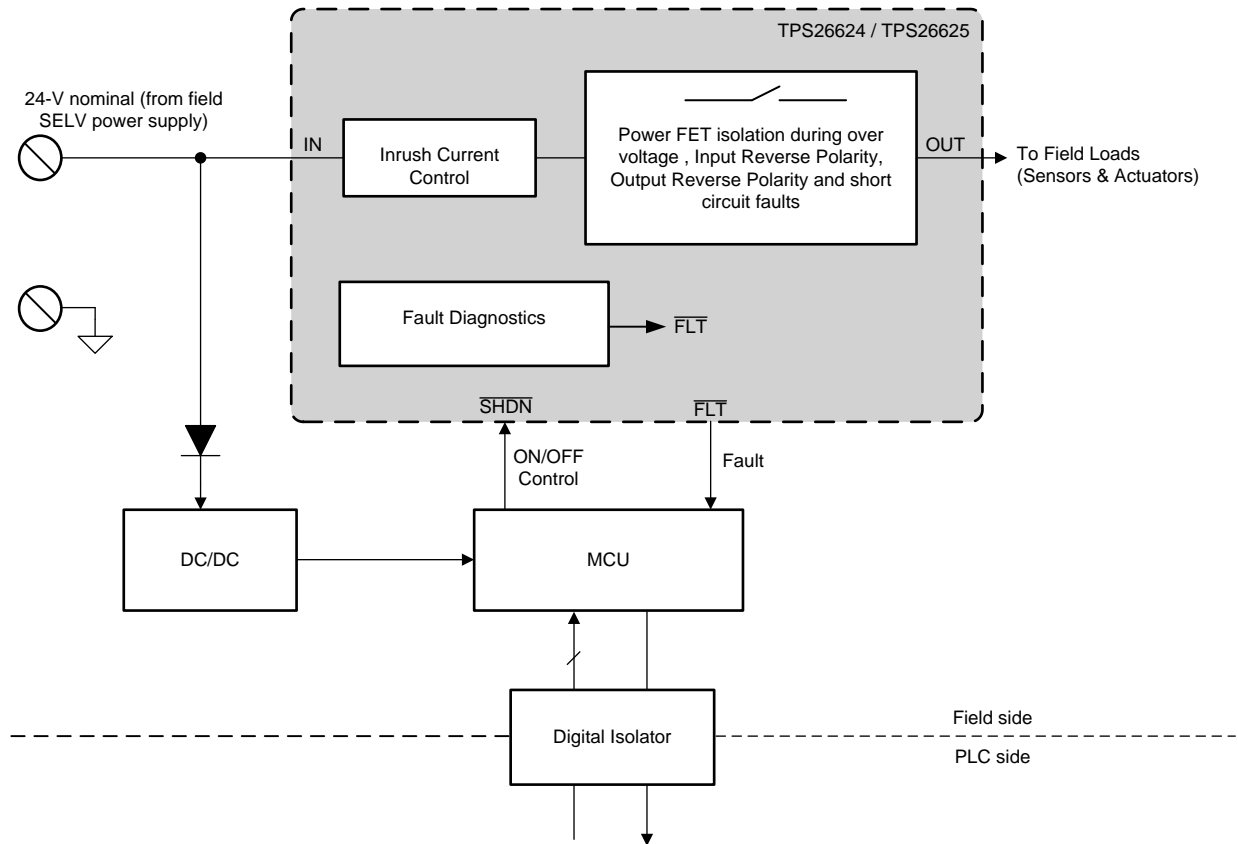 TPS26624 / TPS26625
24-V nominal (from field
SELV power supply)
IN
Inrush Current
Control
Power FET isolation during over
voltage , Input Reverse Polarity,
Output Reverse Polarity and short
circuit faults
OUT
To Field Loads
(Sensors & Actuators)
Fault Diagnostics
FLT
SHDN
FLT
ON/OFF
Control
Fault
DC/DC
MCU
Digital Isolator
Field side
PLC side